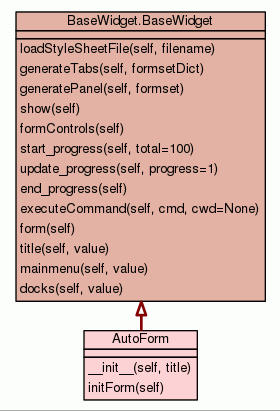 BaseWidget.BaseWidget
loadStyleSheetFile(self, filename)
generateTabs(self, formsetDict)
generatePanel(self, formset)
show(self)
formControls(self)
start_progress(self, total=100)
update_progress(self, progress=1)
end_progress(self)
executeCommand(self, cmd, cwd=None)
form(self)
title(self, value)
mainmenu(self, value)
docks(self, value)
AutoForm
__init__(self, title)
initForm(self)